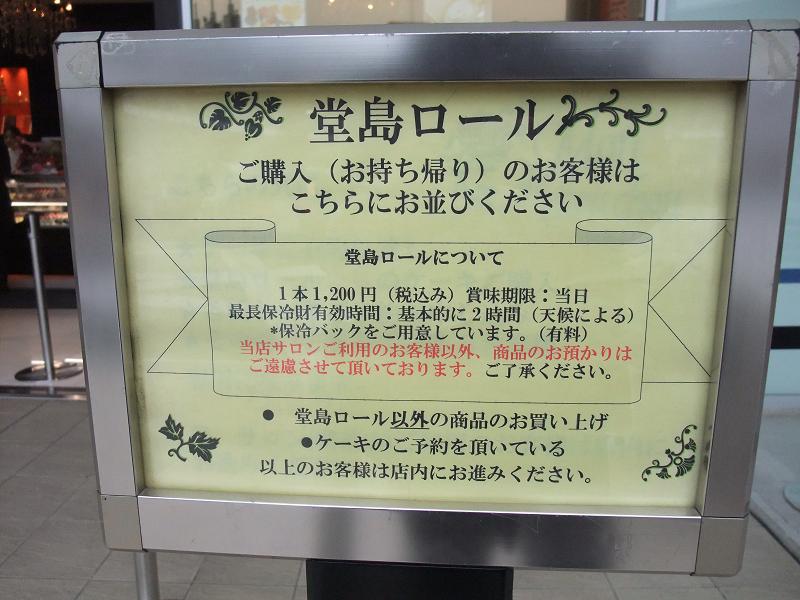 堂島ロール
ご購入（お持ち帰り）のお客様は
こちらにお並びください
堂島ロールについて
１本1,200円（税込み）賞味期限：当日
最長保冷財有効時間：基本的に２時間（天候による）
*保冷バックをご用意しています。（有料）
当店サロンご利用のお客様以外、商品のお預かりは
ご遠慮させて頂いております。ご了承ください。
● 堂島ロール以外の商品のお買い上げ
●ケーキのご予約を頂いている
以上のお客様は店内にお進みください。